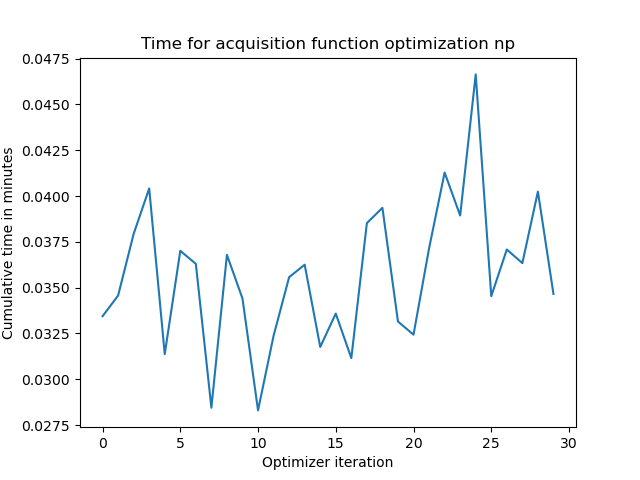 Time for acquisition function optimization np
Cumulative time in minutes
0.0475
0.0450
0.0425
0.0400
0.0375
0.0350
0.0325
0.0300
0.0275
0 5 10 15 20 25 30
Optimizer iteration